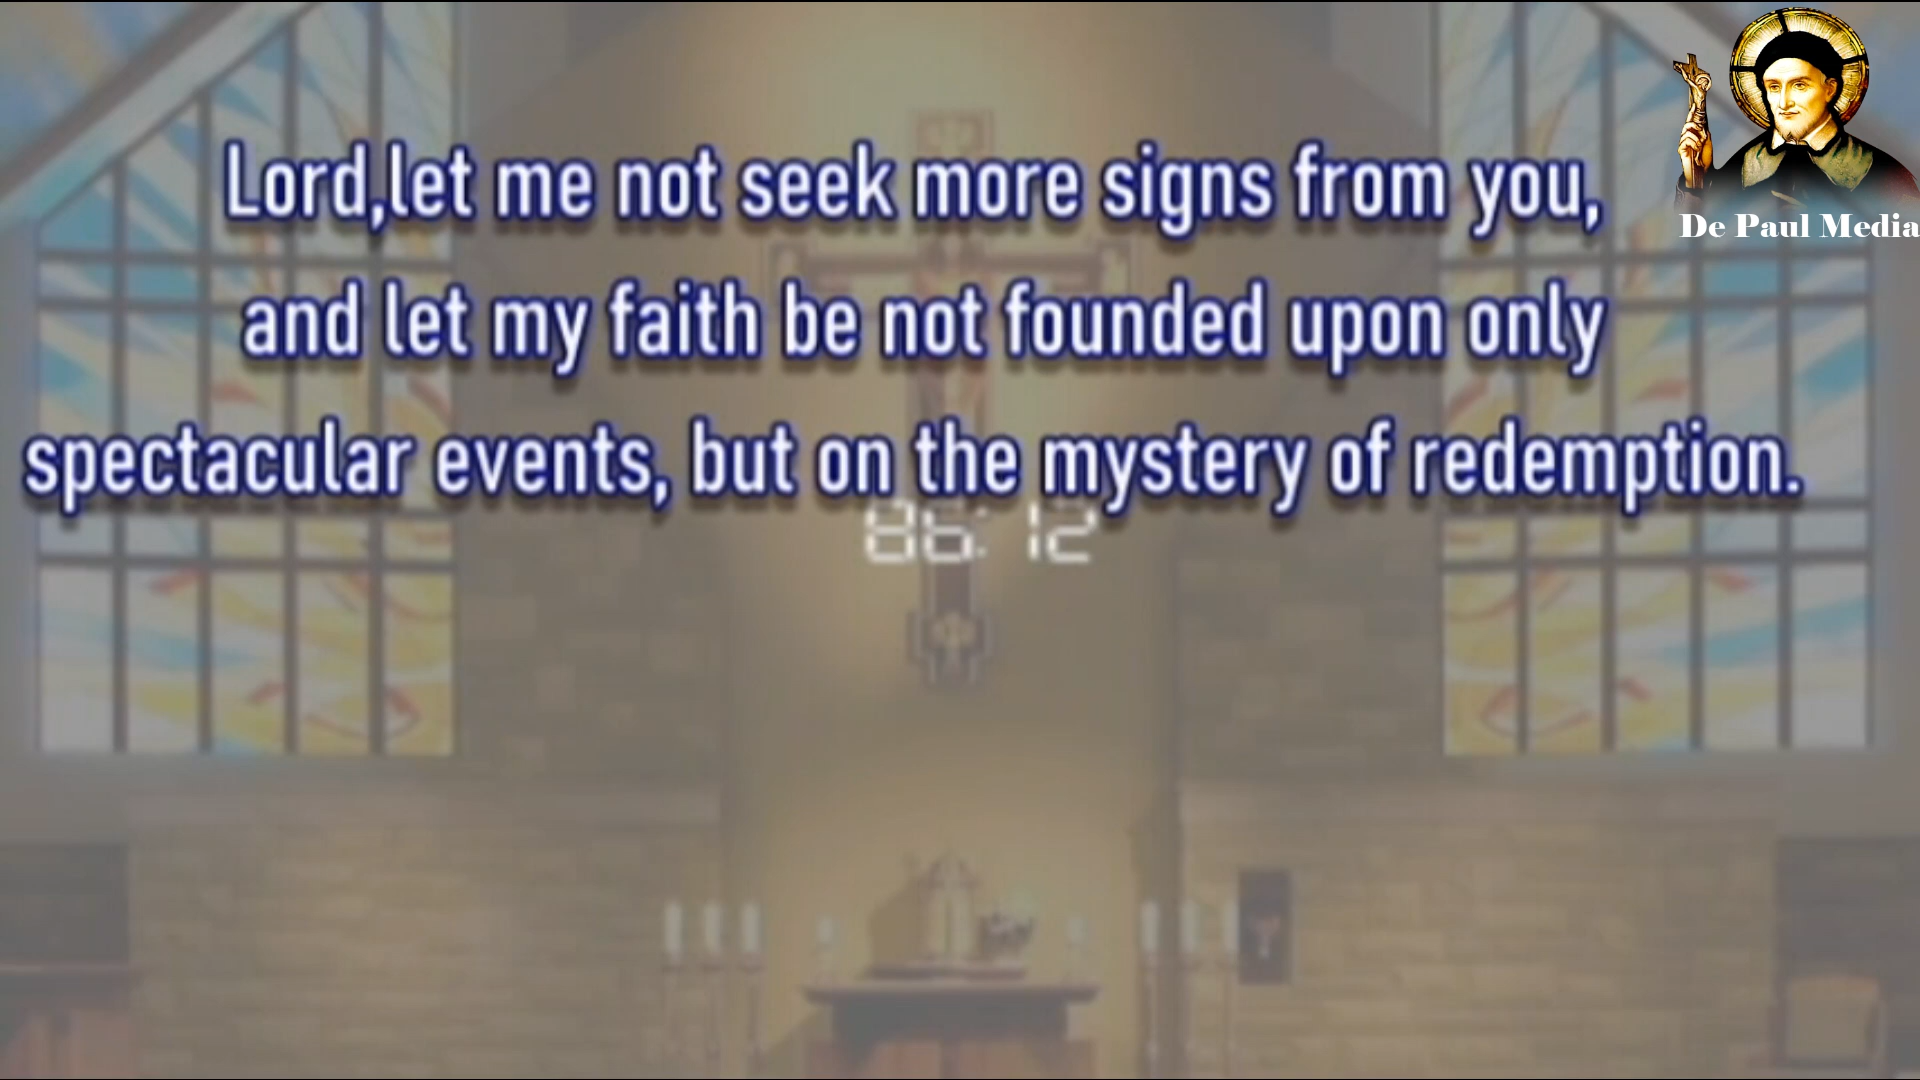 Lord,let me not seek more signs from you,
and let my faith be not founded upon only
spectacular events, but on the mystery of redemption.
86:12
De Paul Media